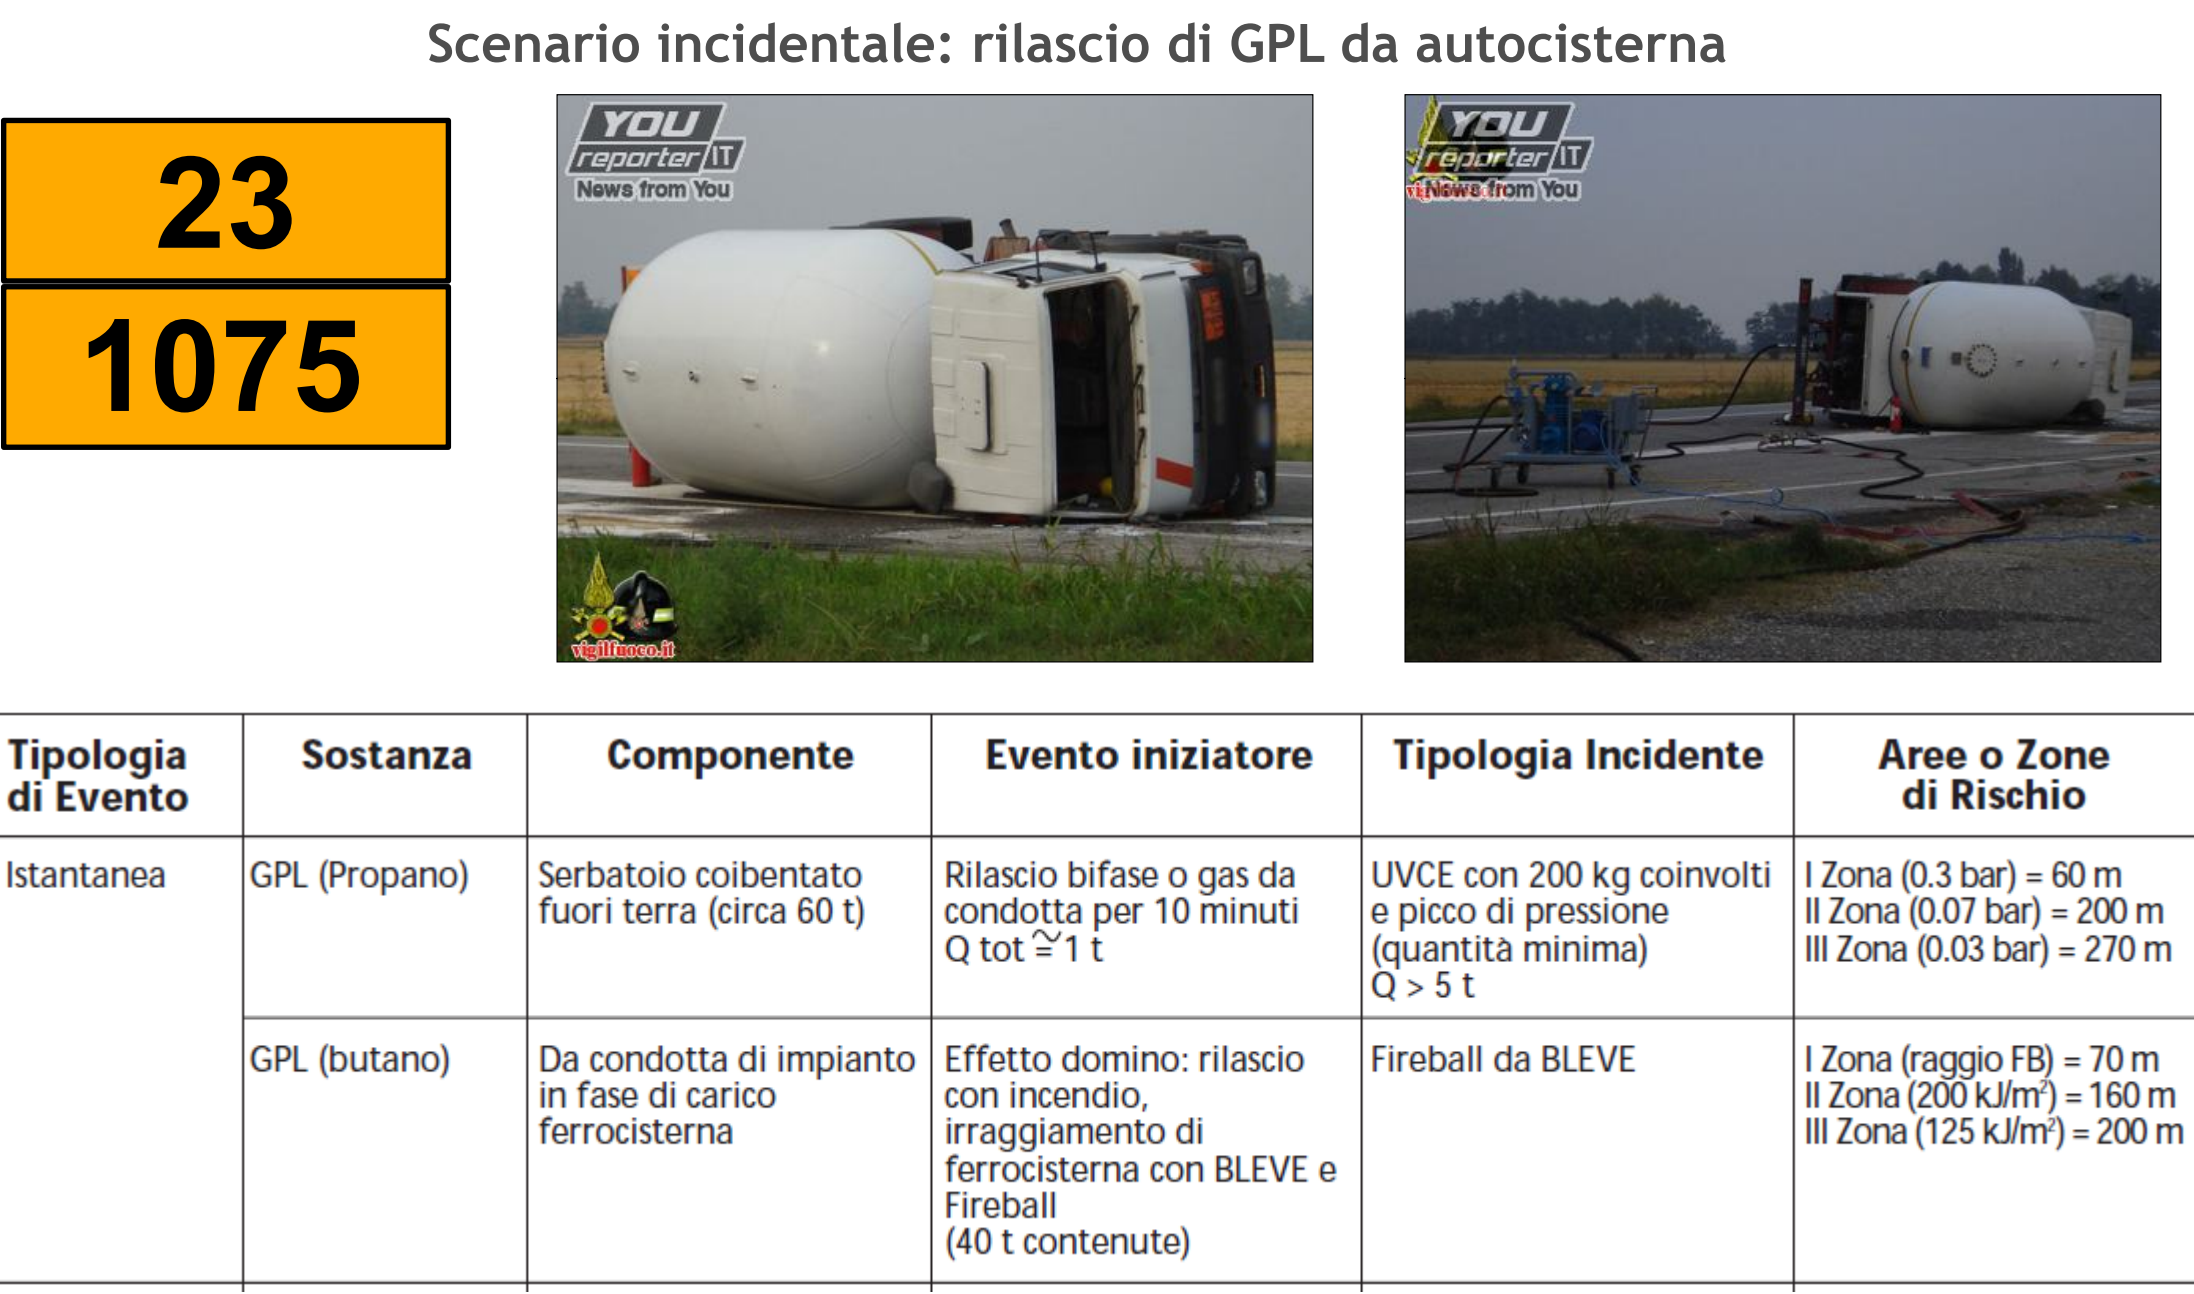 Scenario incidentale: rilascio di GPL da autocisterna
23
1075
YOU
reporter IT
News from You
vigilfuoco.it
YOU
reporter IT
News from You
Tipologia
di Evento
Sostanza
Componente
Evento iniziatore
Tipologia Incidente
Aree o Zone
di Rischio
Istantanea
GPL (Propano)
Serbatoio coibentato
fuori terra (circa 60 t)
Rilascio bifase o gas da
condotta per 10 minuti
Q tot ≅ 1 t
UVCE con 200 kg coinvolti
e picco di pressione
(quantità minima)
Q > 5 t
I Zona (0.3 bar) = 60 m
II Zona (0.07 bar) = 200 m
III Zona (0.03 bar) = 270 m
GPL (butano)
Da condotta di impianto
in fase di carico
ferrocisterna
Effetto domino: rilascio
con incendio,
irraggiamento di
ferrocisterna con BLEVE e
Fireball
(40 t contenute)
Fireball da BLEVE
I Zona (raggio FB) = 70 m
II Zona (200 kJ/m²) = 160 m
III Zona (125 kJ/m²) = 200 m